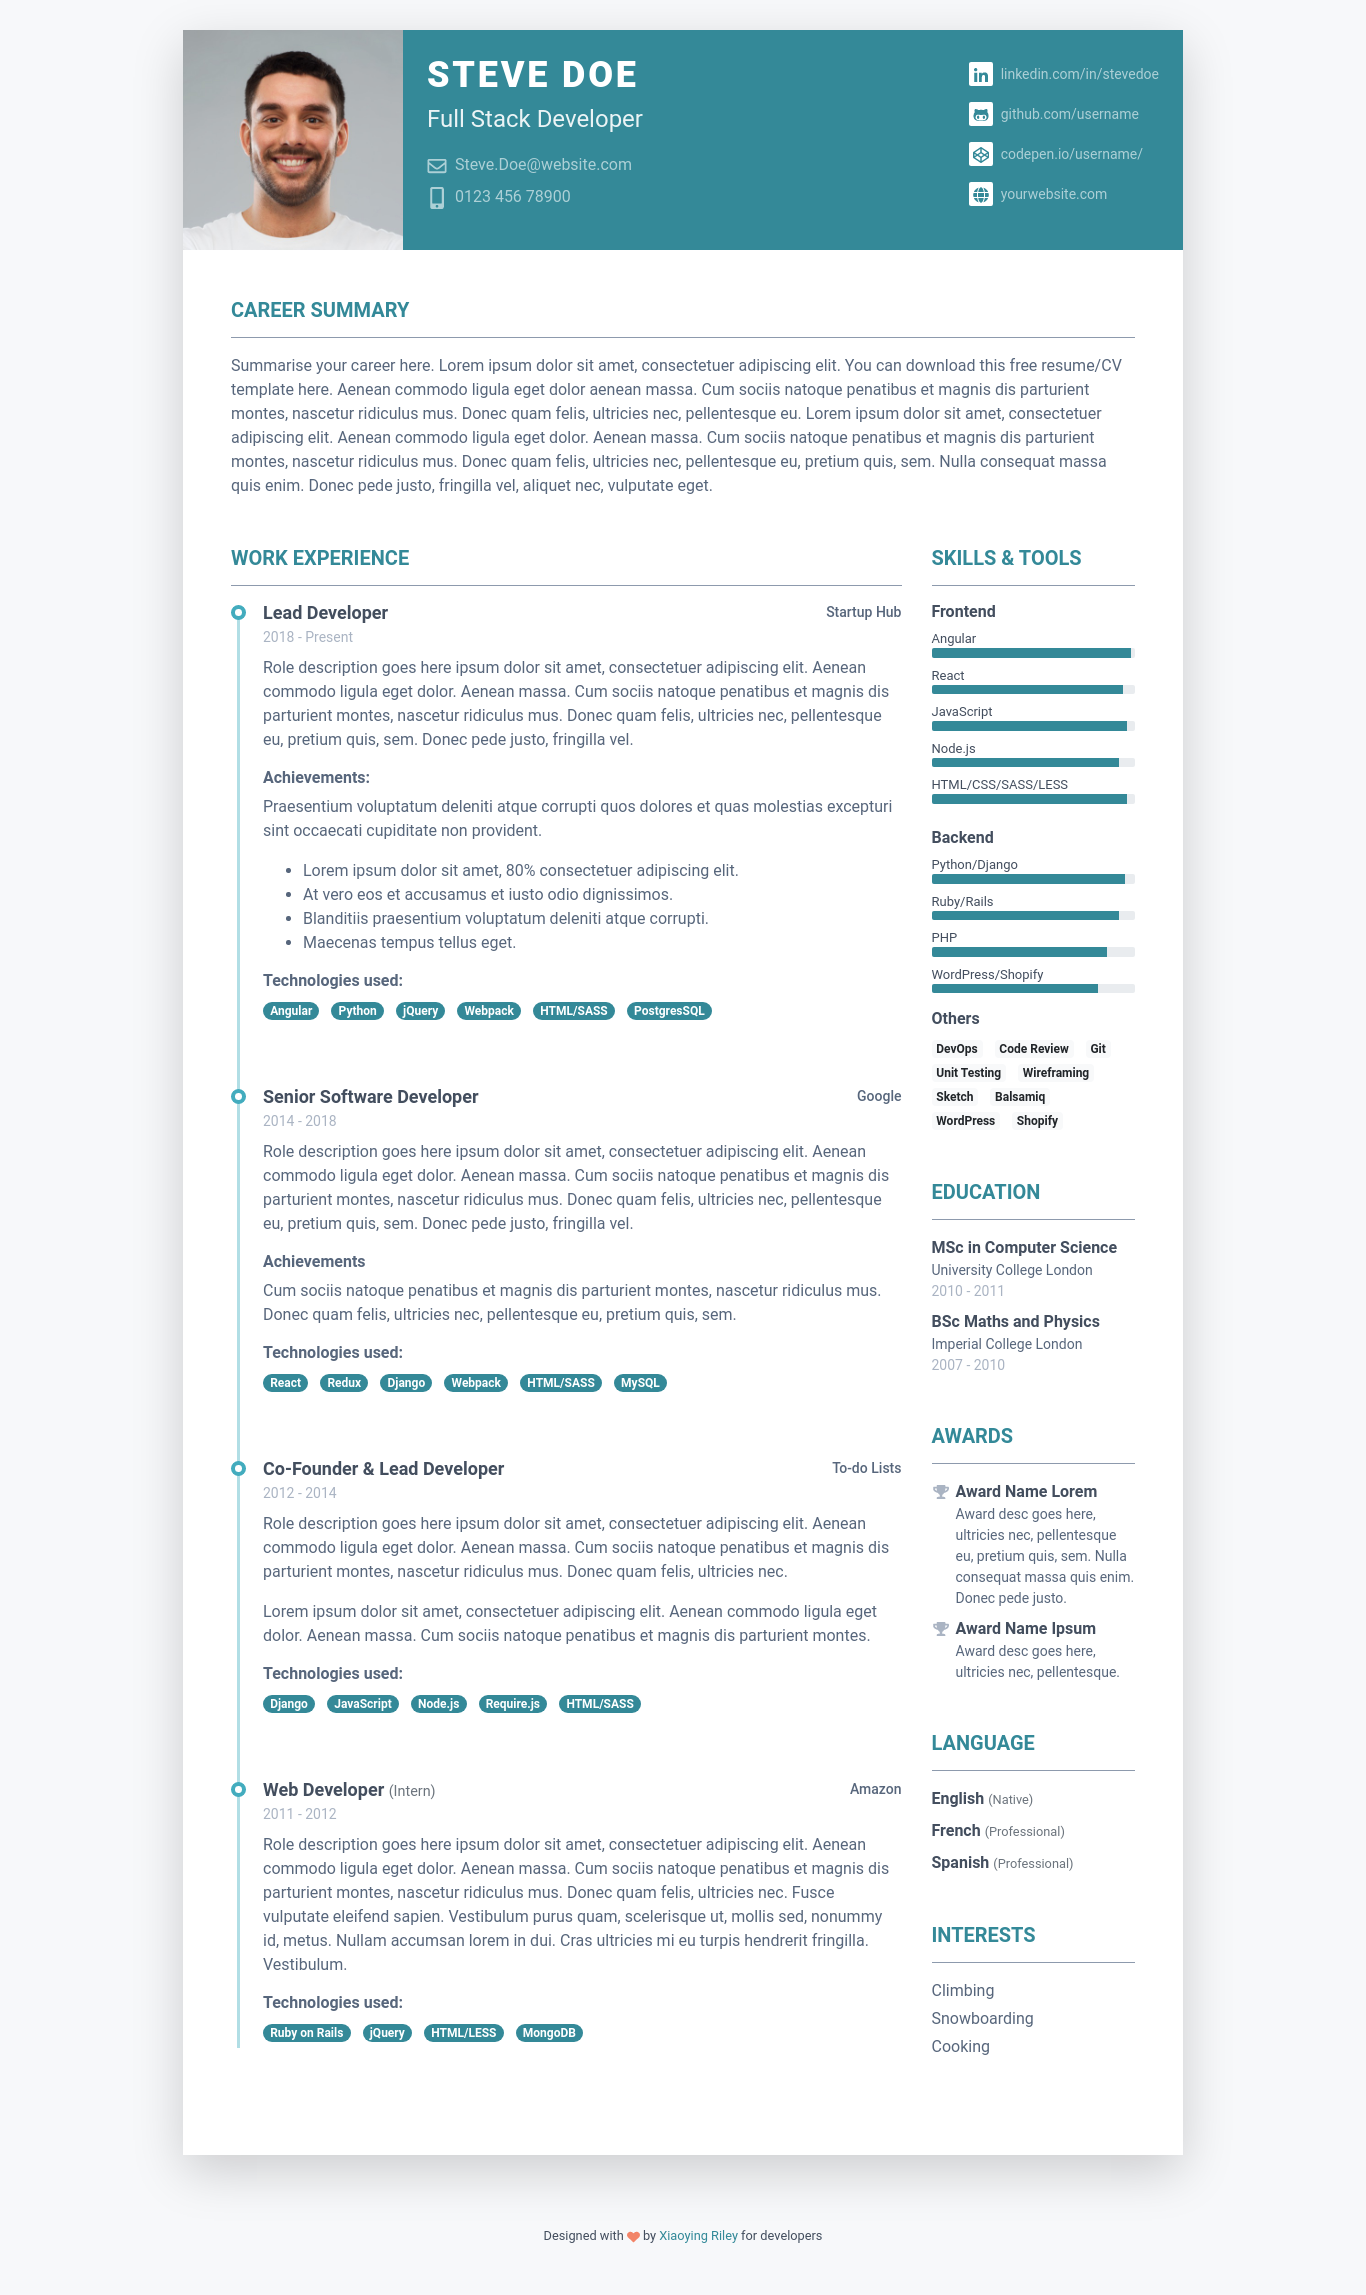 STEVE DOE
Full Stack Developer
Steve.Doe@website.com
0123 456 78900
linkedin.com/in/stevedoe
github.com/username
codepen.io/username/
yourwebsite.com
CAREER SUMMARY
Summarise your career here. Lorem ipsum dolor sit amet, consectetuer adipiscing elit. You can download this free resume/CV
template here. Aenean commodo ligula eget dolor aenean massa. Cum sociis natoque penatibus et magnis dis parturient
montes, nascetur ridiculus mus. Donec quam felis, ultricies nec, pellentesque eu. Lorem ipsum dolor sit amet, consectetuer
adipiscing elit. Aenean commodo ligula eget dolor. Aenean massa. Cum sociis natoque penatibus et magnis dis parturient
montes, nascetur ridiculus mus. Donec quam felis, ultricies nec, pellentesque eu, pretium quis, sem. Nulla consequat massa
quis enim. Donec pede justo, fringilla vel, aliquet nec, vulputate eget.
WORK EXPERIENCE
Lead Developer
Startup Hub
2018 - Present
Role description goes here ipsum dolor sit amet, consectetuer adipiscing elit. Aenean
commodo ligula eget dolor. Aenean massa. Cum sociis natoque penatibus et magnis dis
parturient montes, nascetur ridiculus mus. Donec quam felis, ultricies nec, pellentesque
eu, pretium quis, sem. Donec pede justo, fringilla vel.
Achievements:
Praesentium voluptatum deleniti atque corrupti quos dolores et quas molestias excepturi
sint occaecati cupiditate non provident.
• Lorem ipsum dolor sit amet, 80% consectetuer adipiscing elit.
• At vero eos et accusamus et iusto odio dignissimos.
• Blanditiis praesentium voluptatum deleniti atque corrupti.
• Maecenas tempus tellus eget.
Technologies used:
Angular Python jQuery Webpack HTML/SASS PostgresSQL
Senior Software Developer
Google
2014 - 2018
Role description goes here ipsum dolor sit amet, consectetuer adipiscing elit. Aenean
commodo ligula eget dolor. Aenean massa. Cum sociis natoque penatibus et magnis dis
parturient montes, nascetur ridiculus mus. Donec quam felis, ultricies nec, pellentesque
eu, pretium quis, sem. Donec pede justo, fringilla vel.
Achievements
Cum sociis natoque penatibus et magnis dis parturient montes, nascetur ridiculus mus.
Donec quam felis, ultricies nec, pellentesque eu, pretium quis, sem.
Technologies used:
React Redux Django Webpack HTML/SASS MySQL
Co-Founder & Lead Developer
To-do Lists
2012 - 2014
Role description goes here ipsum dolor sit amet, consectetuer adipiscing elit. Aenean
commodo ligula eget dolor. Aenean massa. Cum sociis natoque penatibus et magnis dis
parturient montes, nascetur ridiculus mus. Donec quam felis, ultricies nec.
Lorem ipsum dolor sit amet, consectetuer adipiscing elit. Aenean commodo ligula eget
dolor. Aenean massa. Cum sociis natoque penatibus et magnis dis parturient montes.
Technologies used:
Django JavaScript Node.js Require.js HTML/SASS
Web Developer (Intern)
Amazon
2011 - 2012
Role description goes here ipsum dolor sit amet, consectetuer adipiscing elit. Aenean
commodo ligula eget dolor. Aenean massa. Cum sociis natoque penatibus et magnis dis
parturient montes, nascetur ridiculus mus. Donec quam felis, ultricies nec. Fusce
vulputate eleifend sapien. Vestibulum purus quam, scelerisque ut, mollis sed, nonummy
id, metus. Nullam accumsan lorem in dui. Cras ultricies mi eu turpis hendrerit fringilla.
Vestibulum.
Technologies used:
Ruby on Rails jQuery HTML/LESS MongoDB
SKILLS & TOOLS
Frontend
Angular
React
JavaScript
Node.js
HTML/CSS/SASS/LESS
Backend
Python/Django
Ruby/Rails
PHP
WordPress/Shopify
Others
DevOps Code Review Git
Unit Testing Wireframing
Sketch Balsamiq
WordPress Shopify
EDUCATION
MSc in Computer Science
University College London
2010 - 2011
BSc Maths and Physics
Imperial College London
2007 - 2010
AWARDS
Award Name Lorem
Award desc goes here,
ultricies nec, pellentesque
eu, pretium quis, sem. Nulla
consequat massa quis enim.
Donec pede justo.
Award Name Ipsum
Award desc goes here,
ultricies nec, pellentesque.
LANGUAGE
English (Native)
French (Professional)
Spanish (Professional)
INTERESTS
Climbing
Snowboarding
Cooking
Designed with by Xiaoying Riley for developers